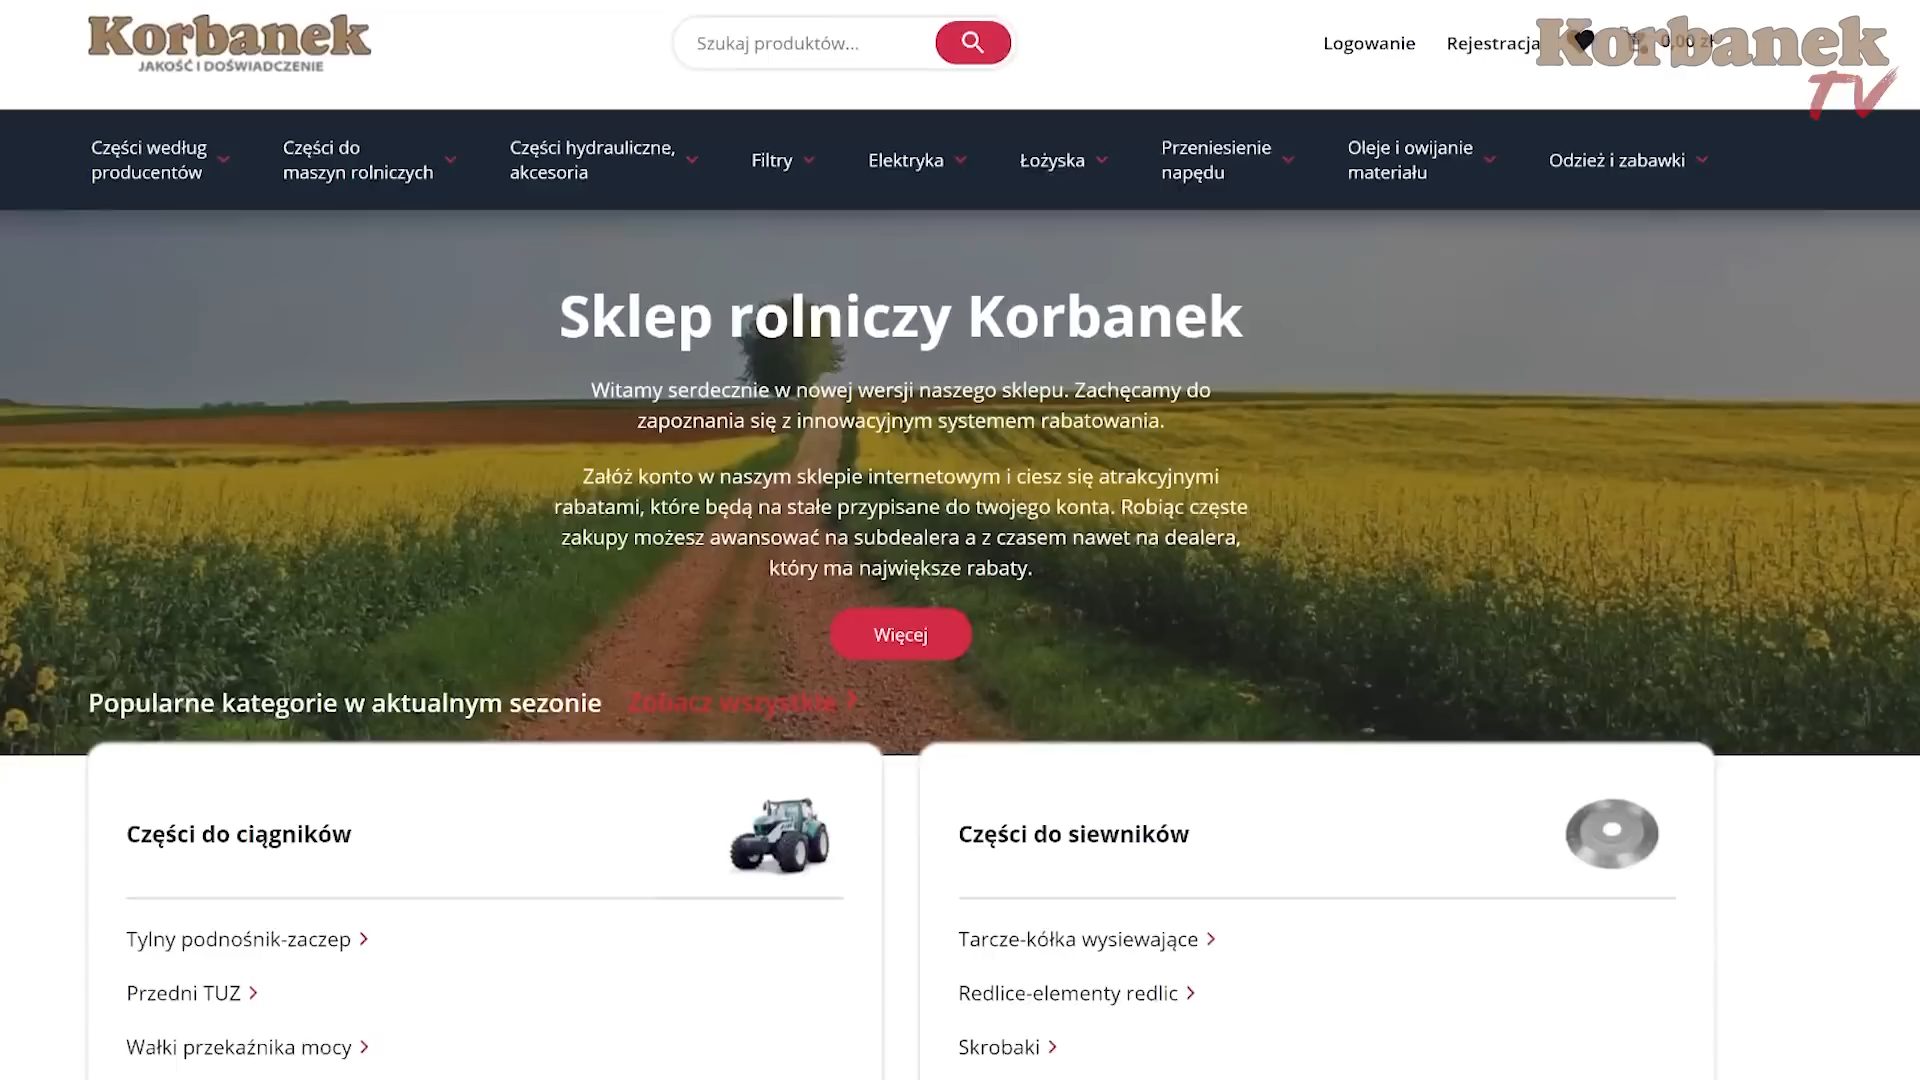 Korbanek
JAKOŚĆ I DOŚWIADCZENIE
Szukaj produktów...
Logowanie
Rejestracja
0,00 zł
Korbanek
TV
Części według
producentów
Części do
maszyn rolniczych
Części hydrauliczne,
akcesoria
Filtry
Elektryka
Łożyska
Przeniesienie
napędu
Oleje i owijanie
materiału
Odzież i zabawki
Sklep rolniczy Korbanek
Witamy serdecznie w nowej wersji naszego sklepu. Zachęcamy do
zapoznania się z innowacyjnym systemem rabatowania.
Załóż konto w naszym sklepie internetowym i ciesz się atrakcyjnymi
rabatami, które będą na stałe przypisane do twojego konta. Robiąc częste
zakupy możesz awansować na subdealera a z czasem nawet na dealera,
który ma największe rabaty.
Więcej
Popularne kategorie w aktualnym sezonie
Zobacz wszystkie
Części do ciągników
Tylny podnośnik-zaczep
Przedni TUZ
Wałki przekaźnika mocy
Części do siewników
Tarcze-kółka wysiewające
Redlice-elementy redlic
Skrobaki